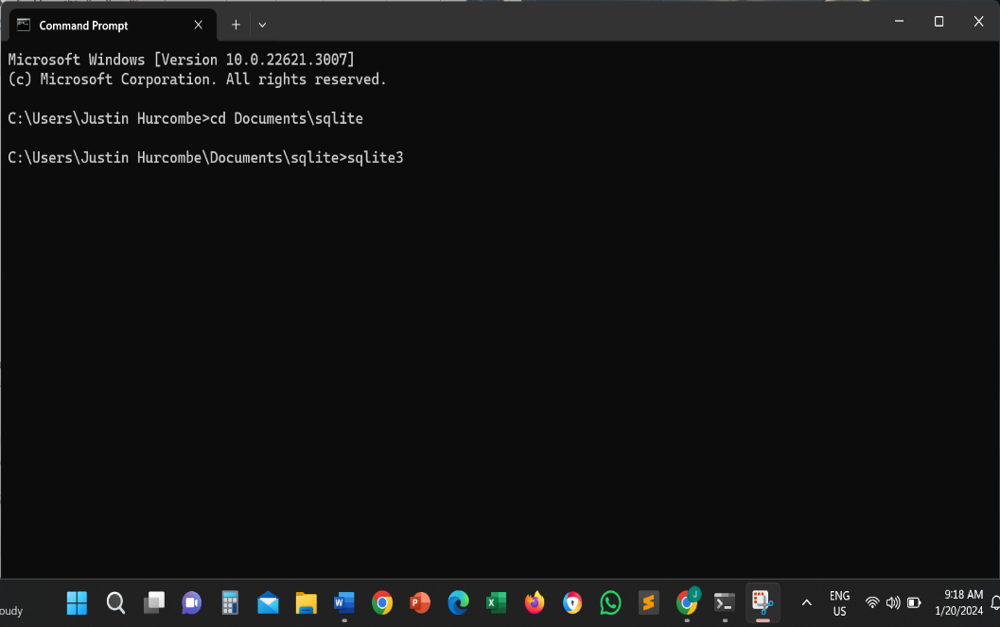 Command Prompt
Microsoft Windows [Version 10.0.22621.3007]
(c) Microsoft Corporation. All rights reserved.
C:\Users\Justin Hurcombe>cd Documents\sqlite
C:\Users\Justin Hurcombe\Documents\sqlite>sqlite3
oudy
W
P
X
J
ENG
US
9:18 AM
1/20/2024